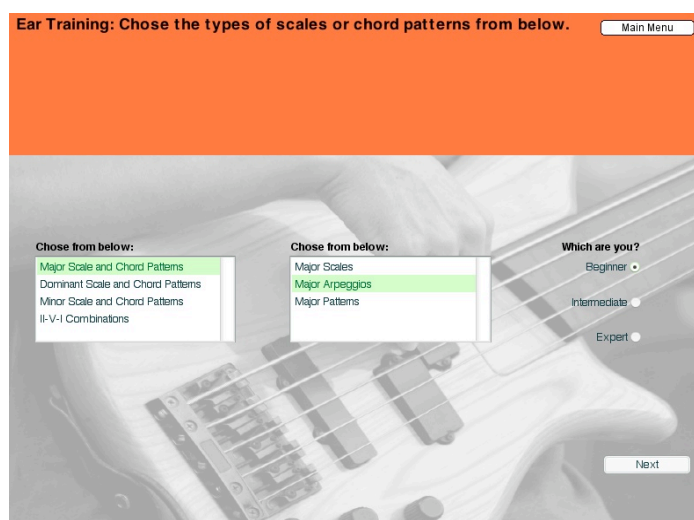 Ear Training: Chose the types of scales or chord patterns from below.
Main Menu
Chose from below:
Major Scale and Chord Patterns
Dominant Scale and Chord Patterns
Minor Scale and Chord Patterns
II-V-I Combinations
Chose from below:
Major Scales
Major Arpeggios
Major Patterns
Which are you?
Beginner
Intermediate
Expert
Next